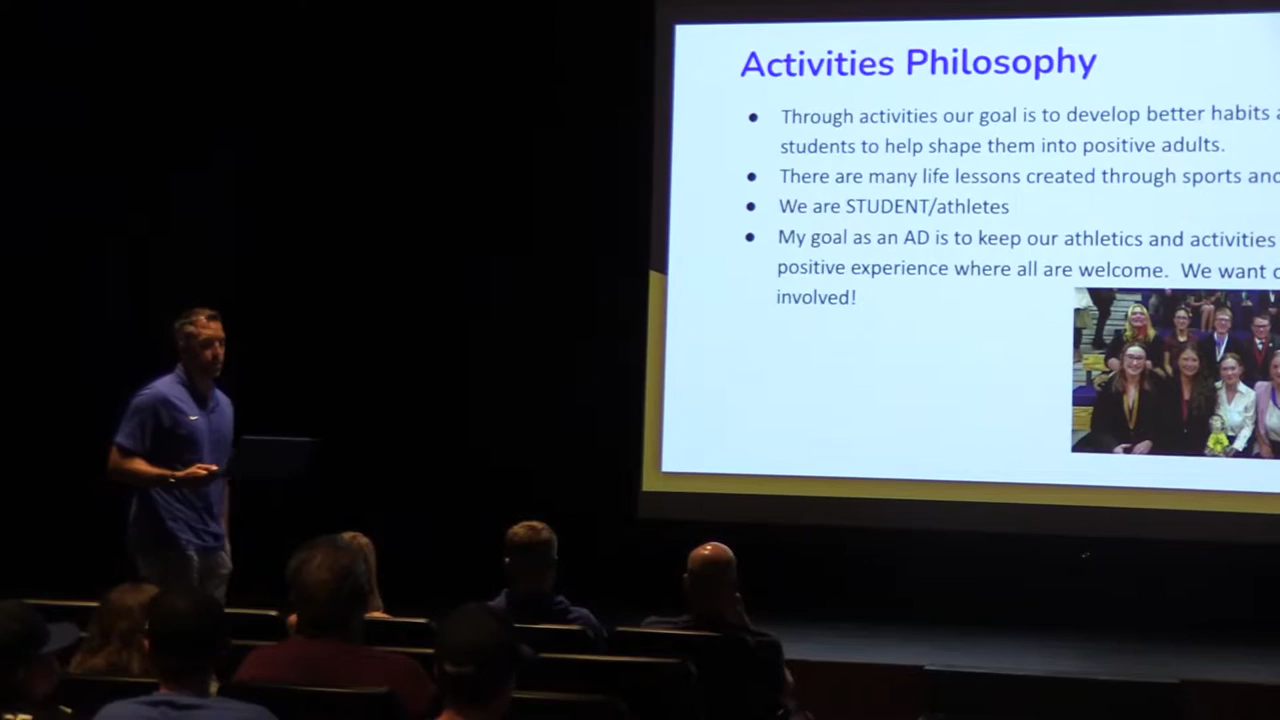 Activities Philosophy
• Through activities our goal is to develop better habits
students to help shape them into positive adults.
• There are many life lessons created through sports and
• We are STUDENT/athletes
• My goal as an AD is to keep our athletics and activities
positive experience where all are welcome. We want
involved!